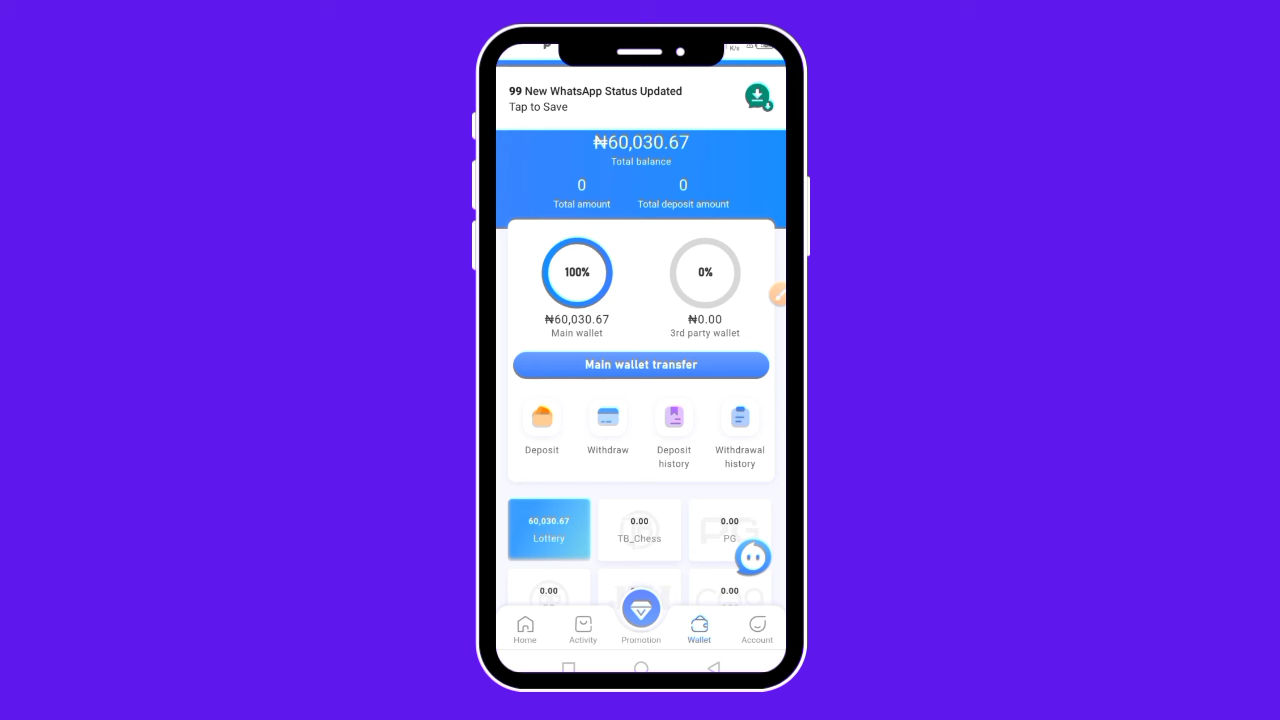 K/s
99 New WhatsApp Status Updated
Tap to Save
₦60,030.67
Total balance
0 0
Total amount Total deposit amount
100% 0%
₦60,030.67 ₦0.00
Main wallet 3rd party wallet
Main wallet transfer
Deposit Withdraw Deposit history Withdrawal history
60,030.67 0.00 0.00
Lottery TB_Chess PG
0.00 0.00
Home Activity Promotion Wallet Account